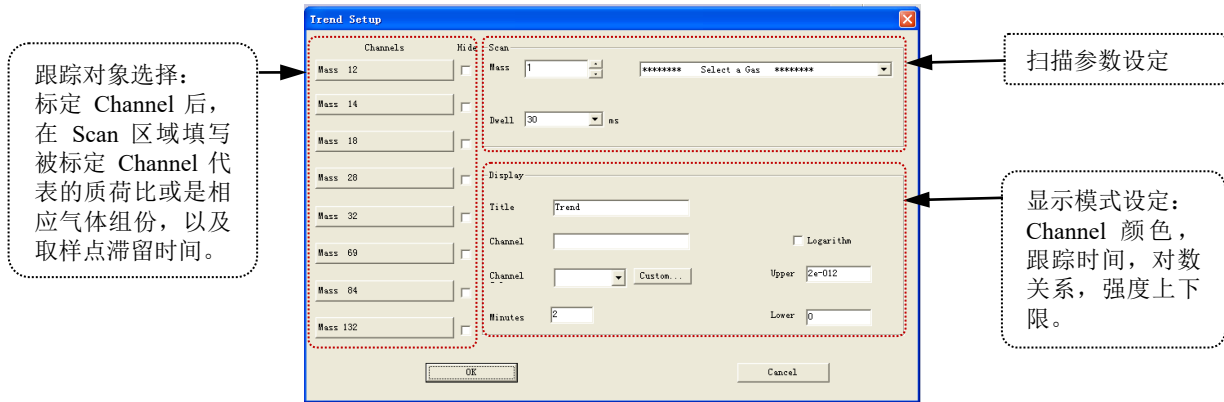 Trend Setup
跟踪对象选择：
标定 Channel 后，
在 Scan 区域填写
被标定 Channel 代
表的质荷比或是相
应气体组份，以及
取样点滞留时间。
Channels Hide
Mass 12
Mass 14
Mass 18
Mass 28
Mass 32
Mass 69
Mass 84
Mass 132
Scan
Mass 1 ******** Select a Gas ********
Dwell 30 ms
Display
Title Trend
Channel Logarithm
Channel Custom... Upper 2e-012
Minutes 2 Lower 0
OK Cancel
扫描参数设定
显示模式设定：
Channel 颜色，
跟踪时间，对数
关系，强度上下
限。